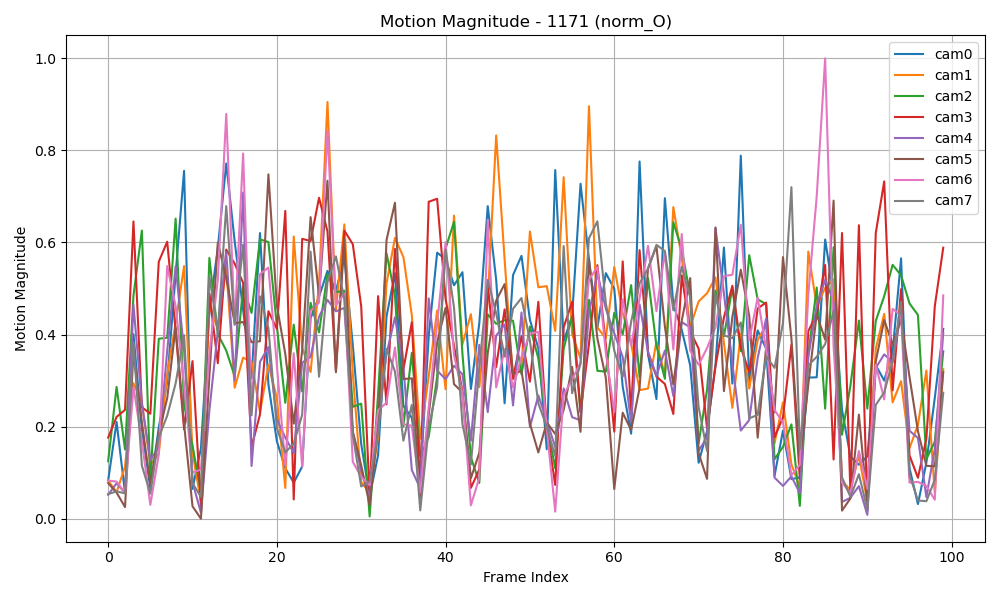 Motion Magnitude - 1171 (norm_O)
Motion Magnitude
1.0
0.8
0.6
0.4
0.2
0.0
0
20
40
60
80
100
Frame Index
cam0
cam1
cam2
cam3
cam4
cam5
cam6
cam7